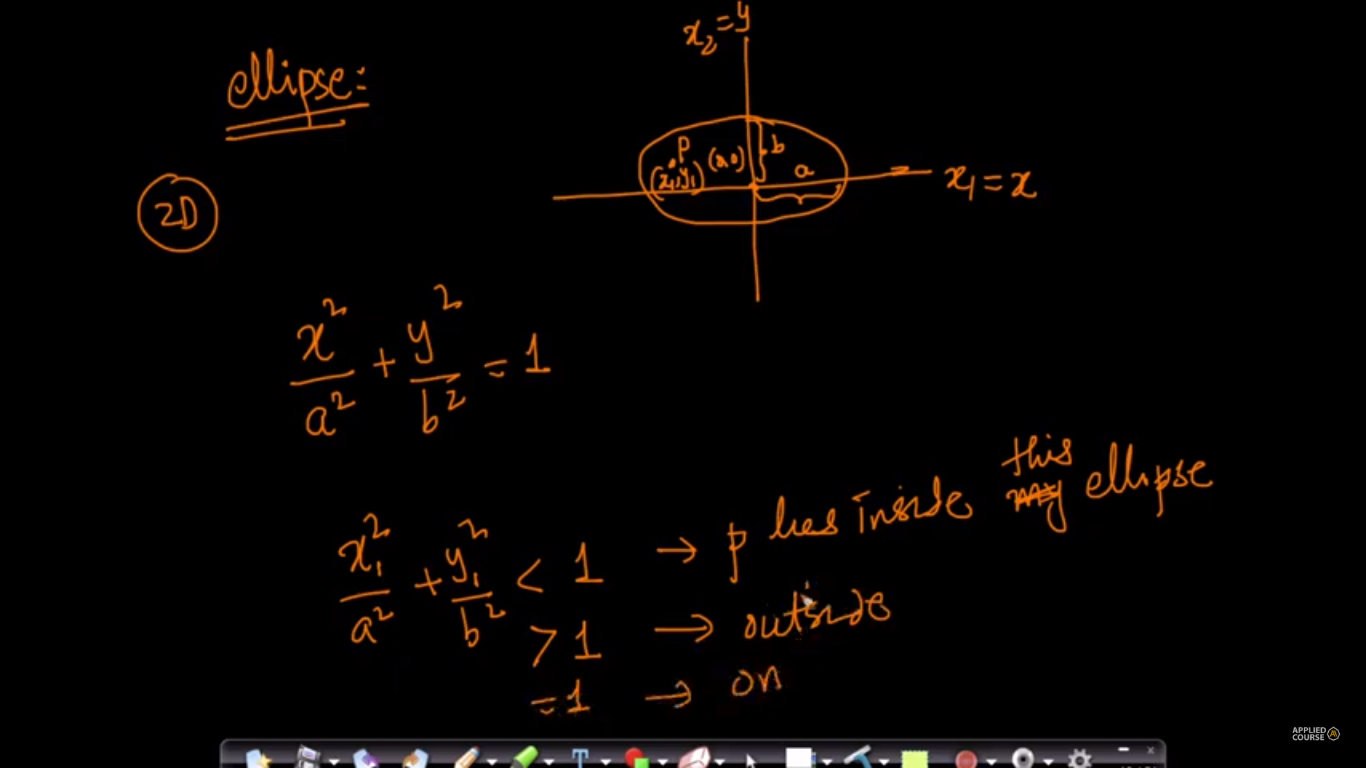 x₂ = y
ellipse:
2D
P
(x₁, y₁)
(0,0)
b
a
x₁ = x
x²/a² + y²/b² = 1
x₁²/a² + y₁²/b² < 1 → p lies inside this ellipse
> 1 → outside
= 1 → on
APPLIED
COURSE